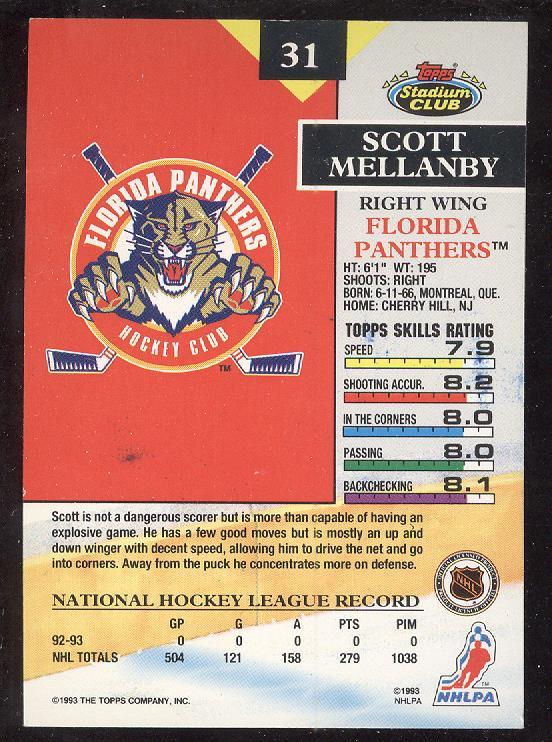 31
Topps
Stadium
CLUB
SCOTT
MELLANBY
RIGHT WING
FLORIDA
PANTHERS™
HT: 6'1" WT: 195
SHOOTS: RIGHT
BORN: 6-11-66, MONTREAL, QUE.
HOME: CHERRY HILL, NJ
FLORIDA PANTHERS
HOCKEY CLUB
TM
TOPPS SKILLS RATING
SPEED 7.9
SHOOTING ACCUR. 8.2
IN THE CORNERS 8.0
PASSING 8.0
BACKCHECKING 8.1
Scott is not a dangerous scorer but is more than capable of having an
explosive game. He has a few good moves but is mostly an up and
down winger with decent speed, allowing him to drive the net and go
into corners. Away from the puck he concentrates more on defense.
NHL
NATIONAL HOCKEY LEAGUE RECORD
GP G A PTS PIM
92-93 0 0 0 0 0
NHL TOTALS 504 121 158 279 1038
©1993 THE TOPPS COMPANY, INC.
©1993
NHLPA
NHLPA
TM